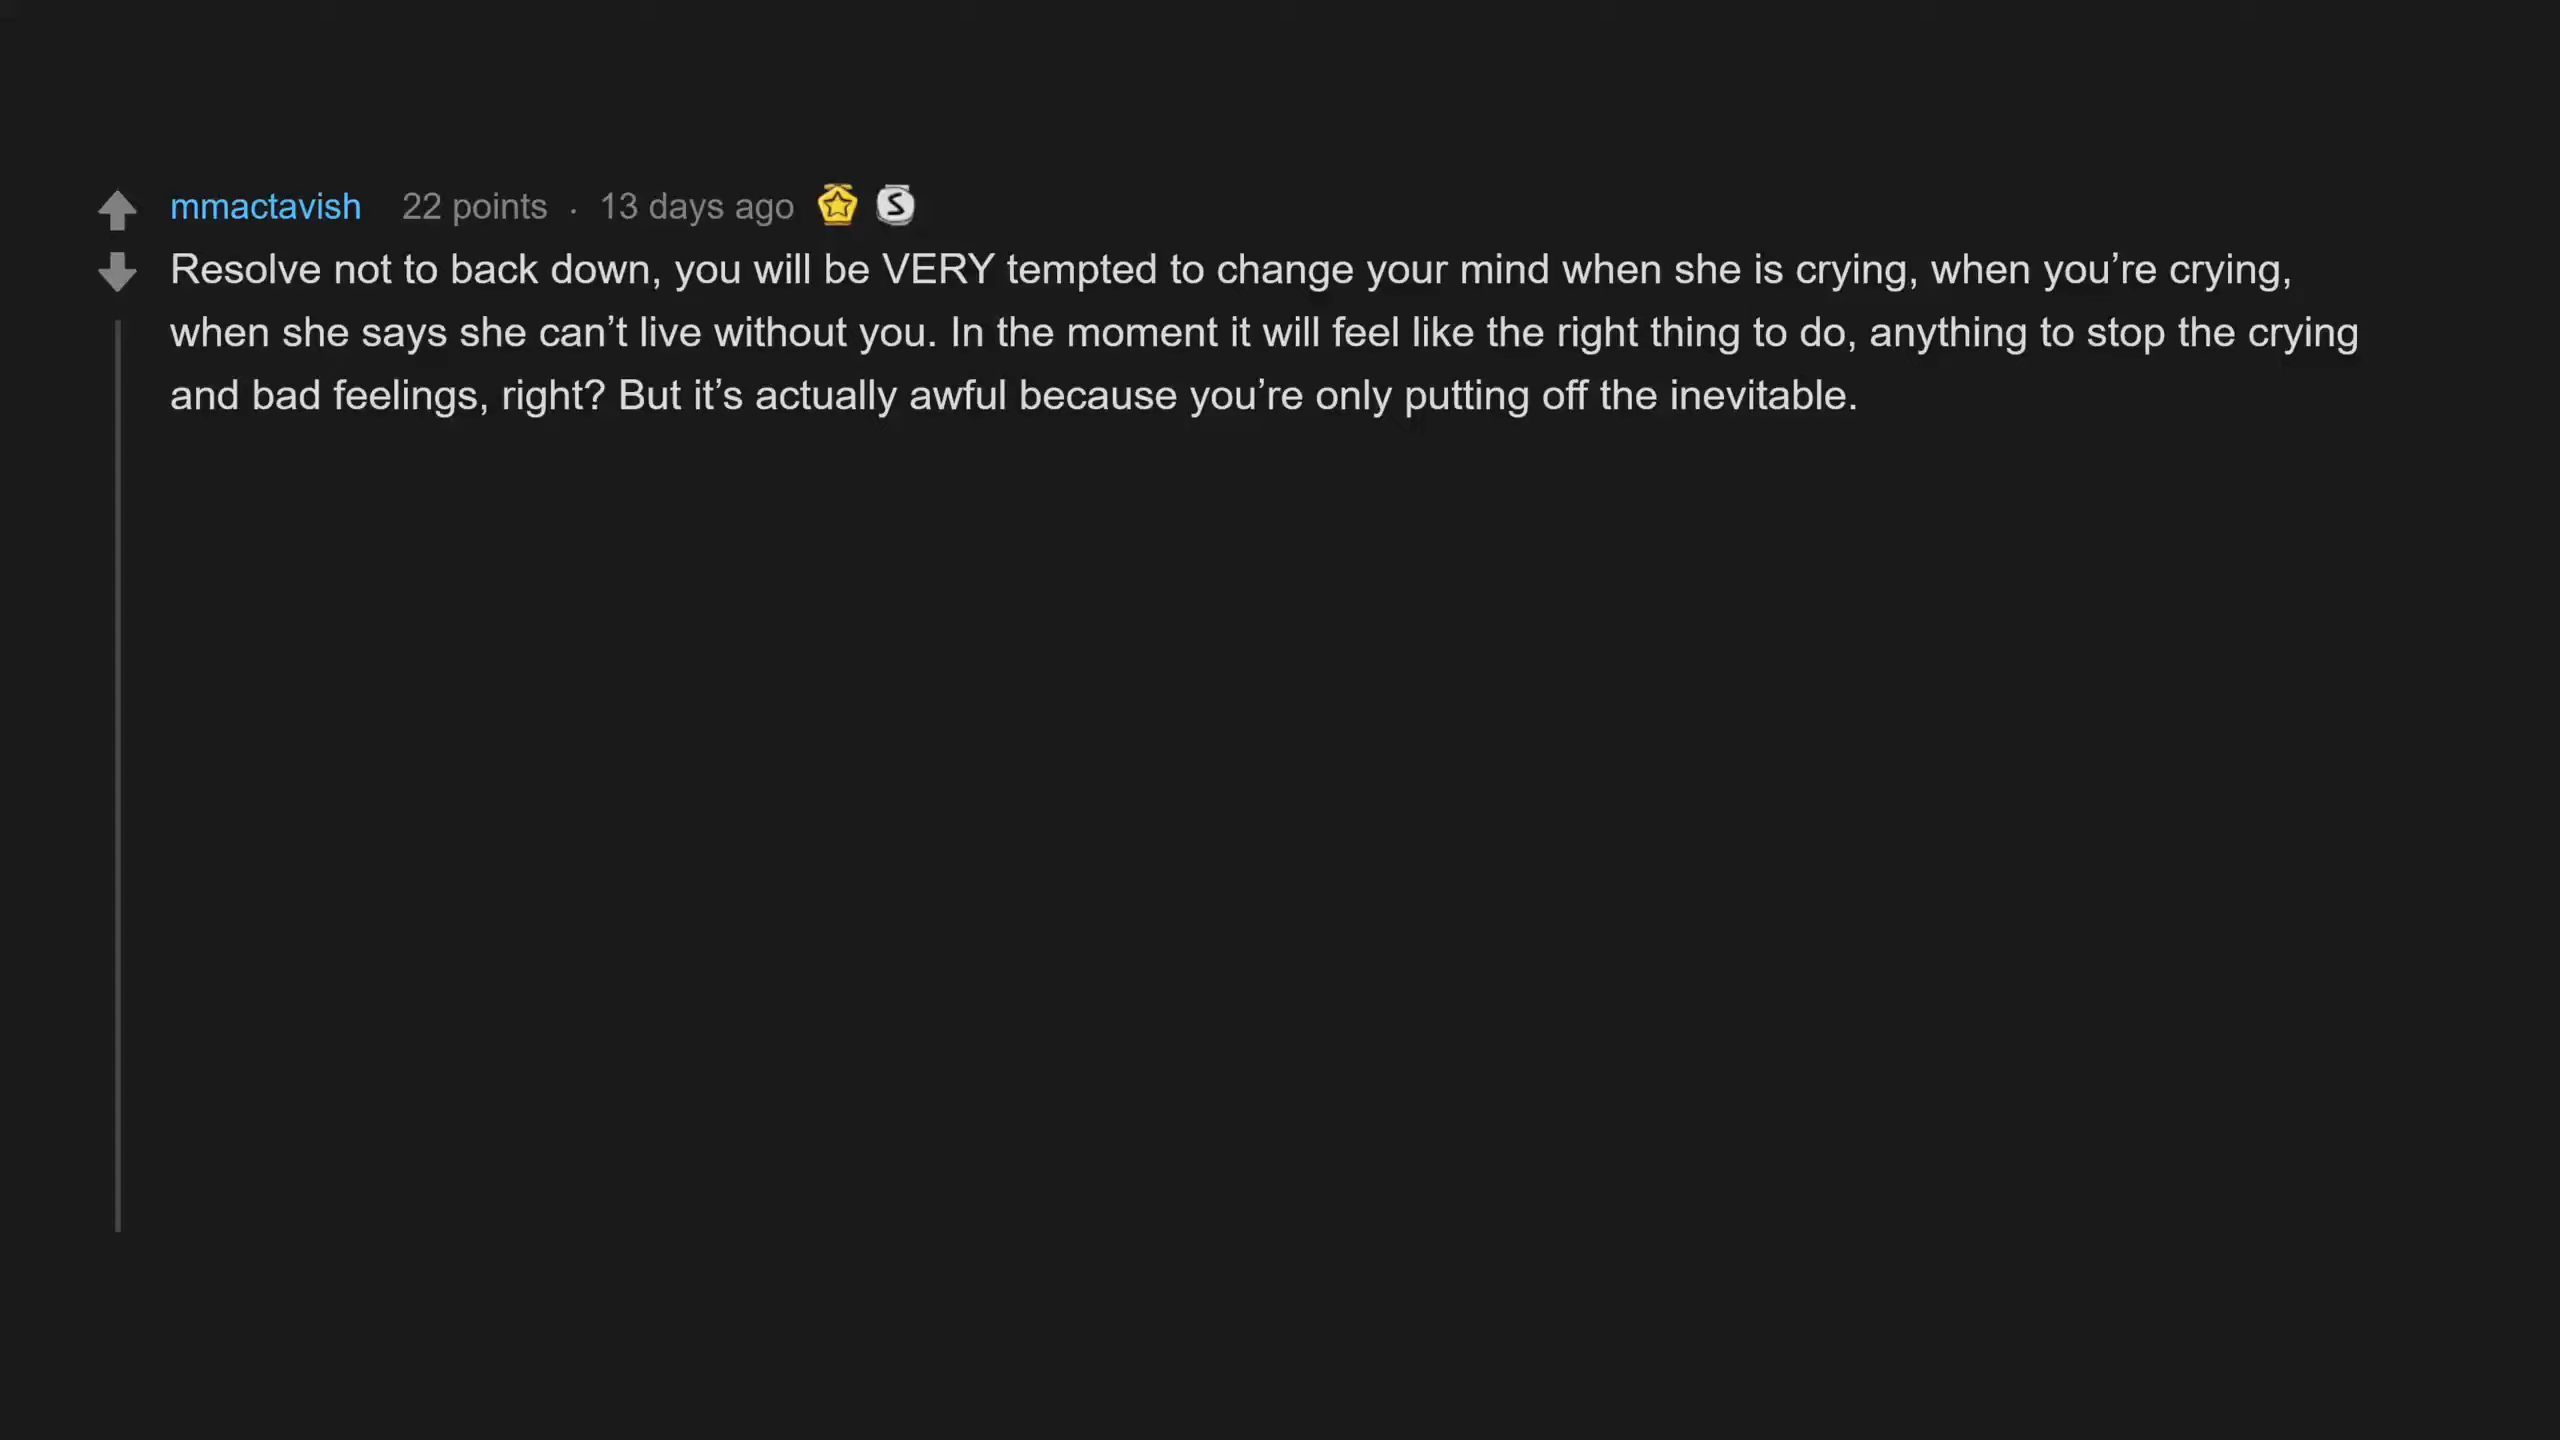 mmactavish 22 points · 13 days ago S
Resolve not to back down, you will be VERY tempted to change your mind when she is crying, when you’re crying,
when she says she can’t live without you. In the moment it will feel like the right thing to do, anything to stop the crying
and bad feelings, right? But it’s actually awful because you’re only putting off the inevitable.